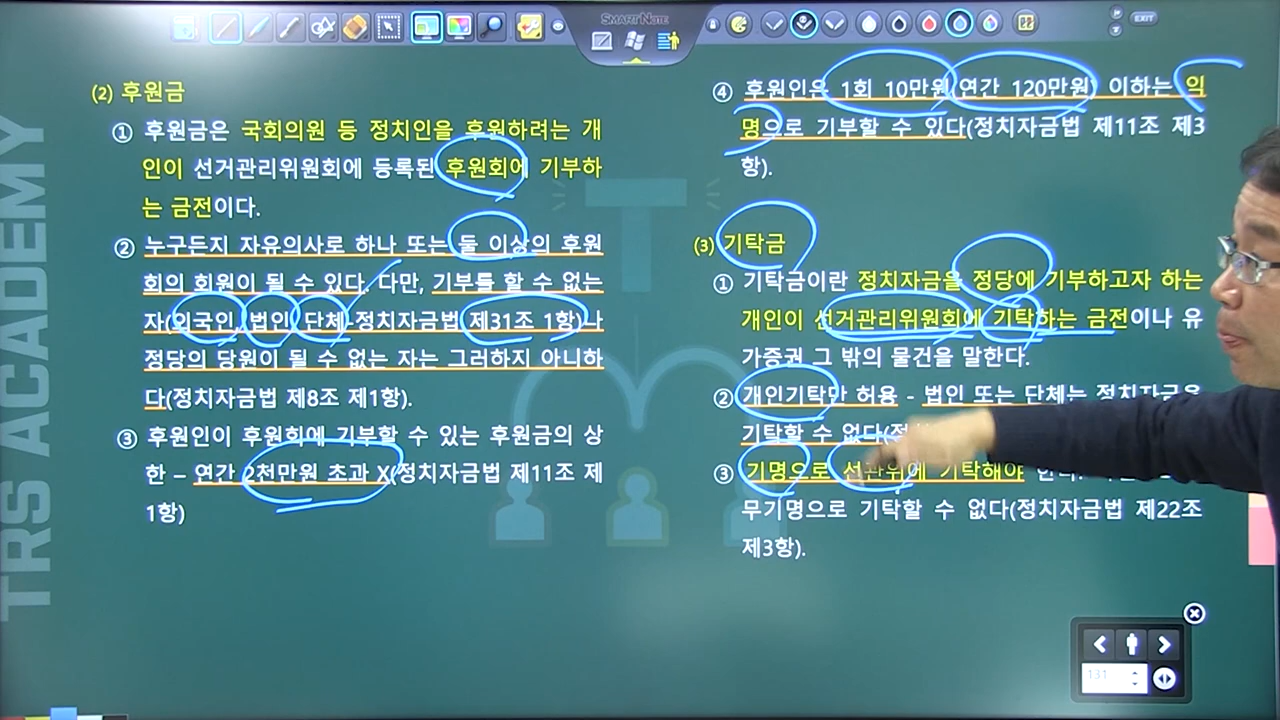 SMART NOTE
EXIT
TRS ACADEMY
(2) 후원금
① 후원금은 국회의원 등 정치인을 후원하려는 개
인이 선거관리위원회에 등록된 후원회에 기부하
는 금전이다.
② 누구든지 자유의사로 하나 또는 둘 이상의 후원
회의 회원이 될 수 있다. 다만, 기부를 할 수 없는
자(외국인, 법인, 단체-정치자금법 제31조 1항)나
정당의 당원이 될 수 없는 자는 그러하지 아니하
다(정치자금법 제8조 제1항).
③ 후원인이 후원회에 기부할 수 있는 후원금의 상
한 – 연간 2천만원 초과 X(정치자금법 제11조 제
1항)
④ 후원인은 1회 10만원(연간 120만원) 이하는 익
명으로 기부할 수 있다(정치자금법 제11조 제3
항).
(3) 기탁금
① 기탁금이란 정치자금을 정당에 기부하고자 하는
개인이 선거관리위원회에 기탁하는 금전이나 유
가증권 그 밖의 물건을 말한다.
② 개인기탁만 허용 - 법인 또는 단체는 정치자금을
기탁할 수 없다
③ 기명으로 선관위에 기탁해야
무기명으로 기탁할 수 없다(정치자금법 제22조
제3항).
131